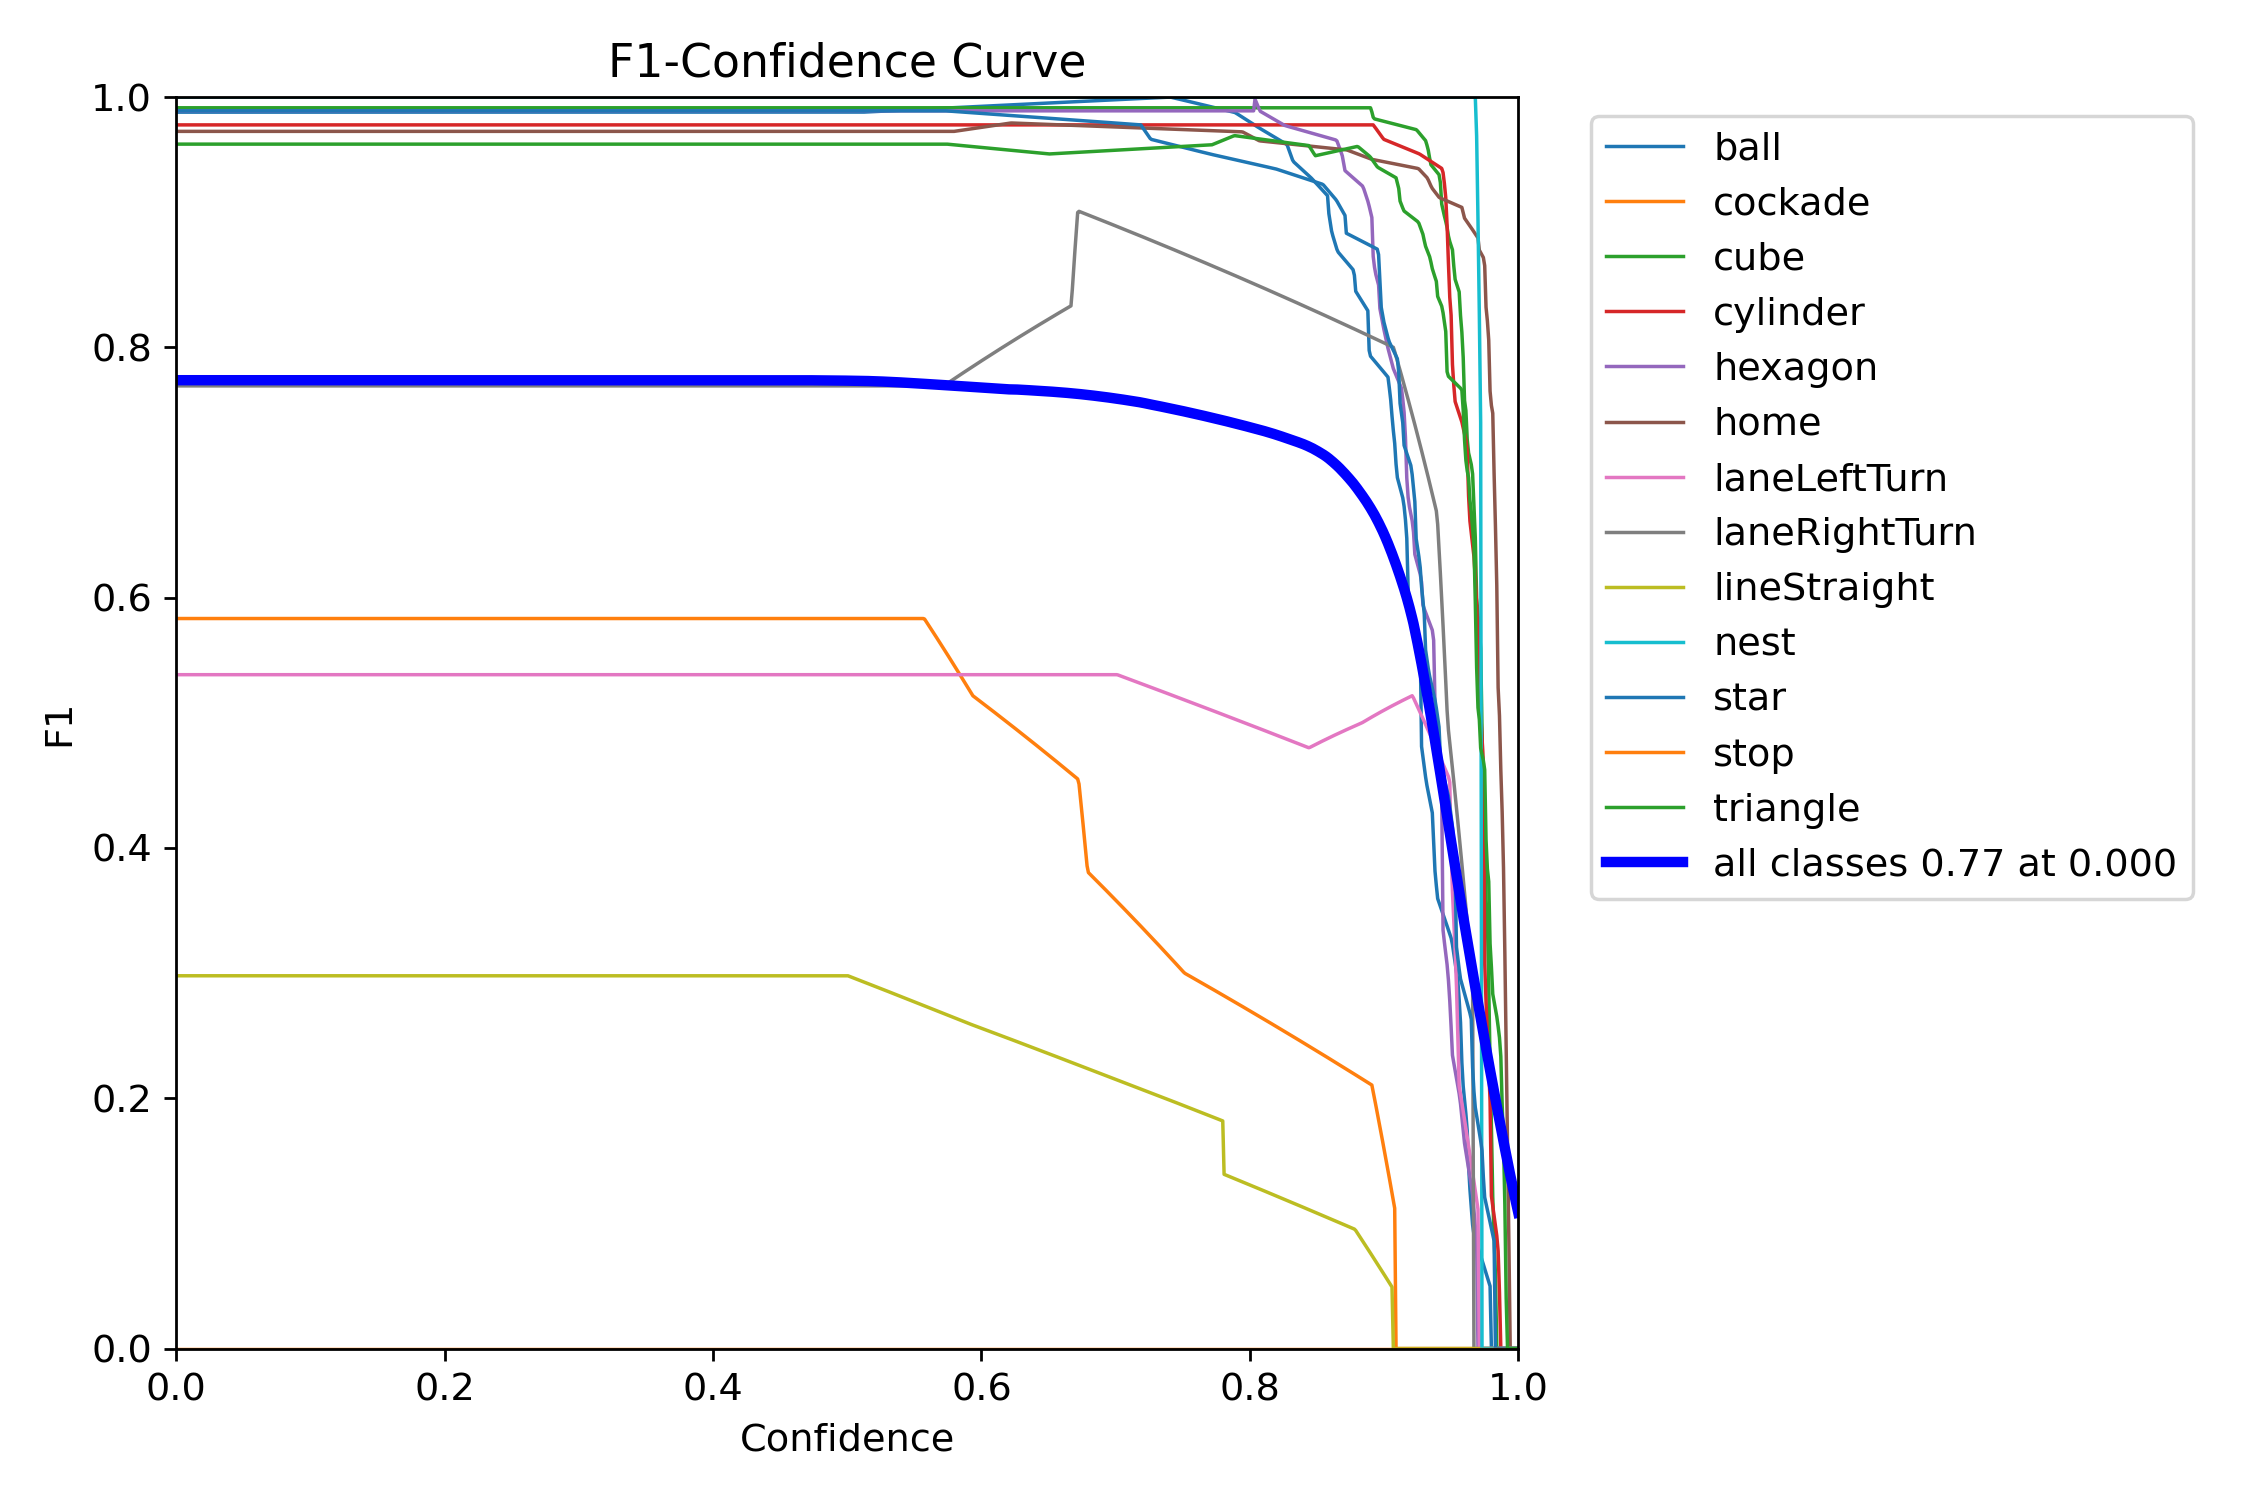 F1-Confidence Curve
1.0
0.8
0.6
0.4
0.2
0.0
F1
0.0 0.2 0.4 0.6 0.8 1.0
Confidence
ball
cockade
cube
cylinder
hexagon
home
laneLeftTurn
laneRightTurn
lineStraight
nest
star
stop
triangle
all classes 0.77 at 0.000